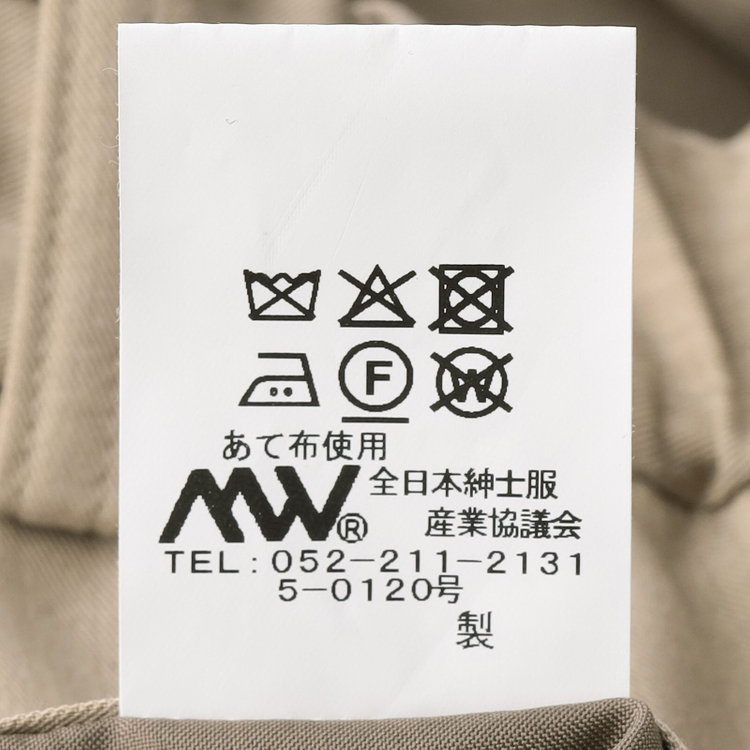 F W
あて布使用
MW® 全日本紳士服
産業協議会
TEL:052-211-2131
5-0120号
製